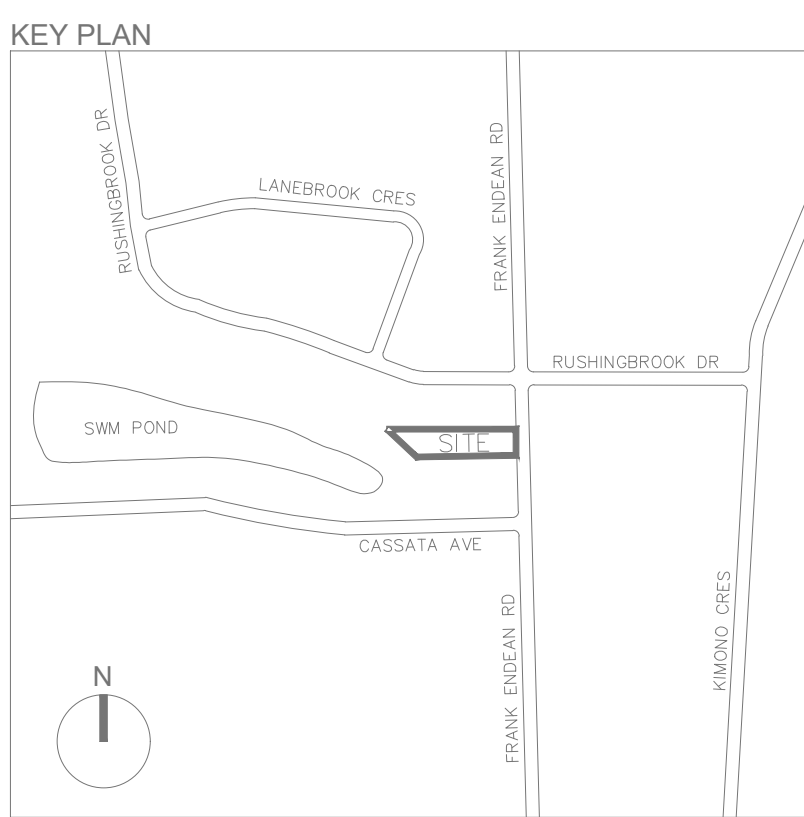 KEY PLAN
RUSHINGBROOK DR
LANEBROOK CRES
FRANK ENDEAN RD
RUSHINGBROOK DR
SWM POND
SITE
CASSATA AVE
FRANK ENDEAN RD
KIMONO CRES
N